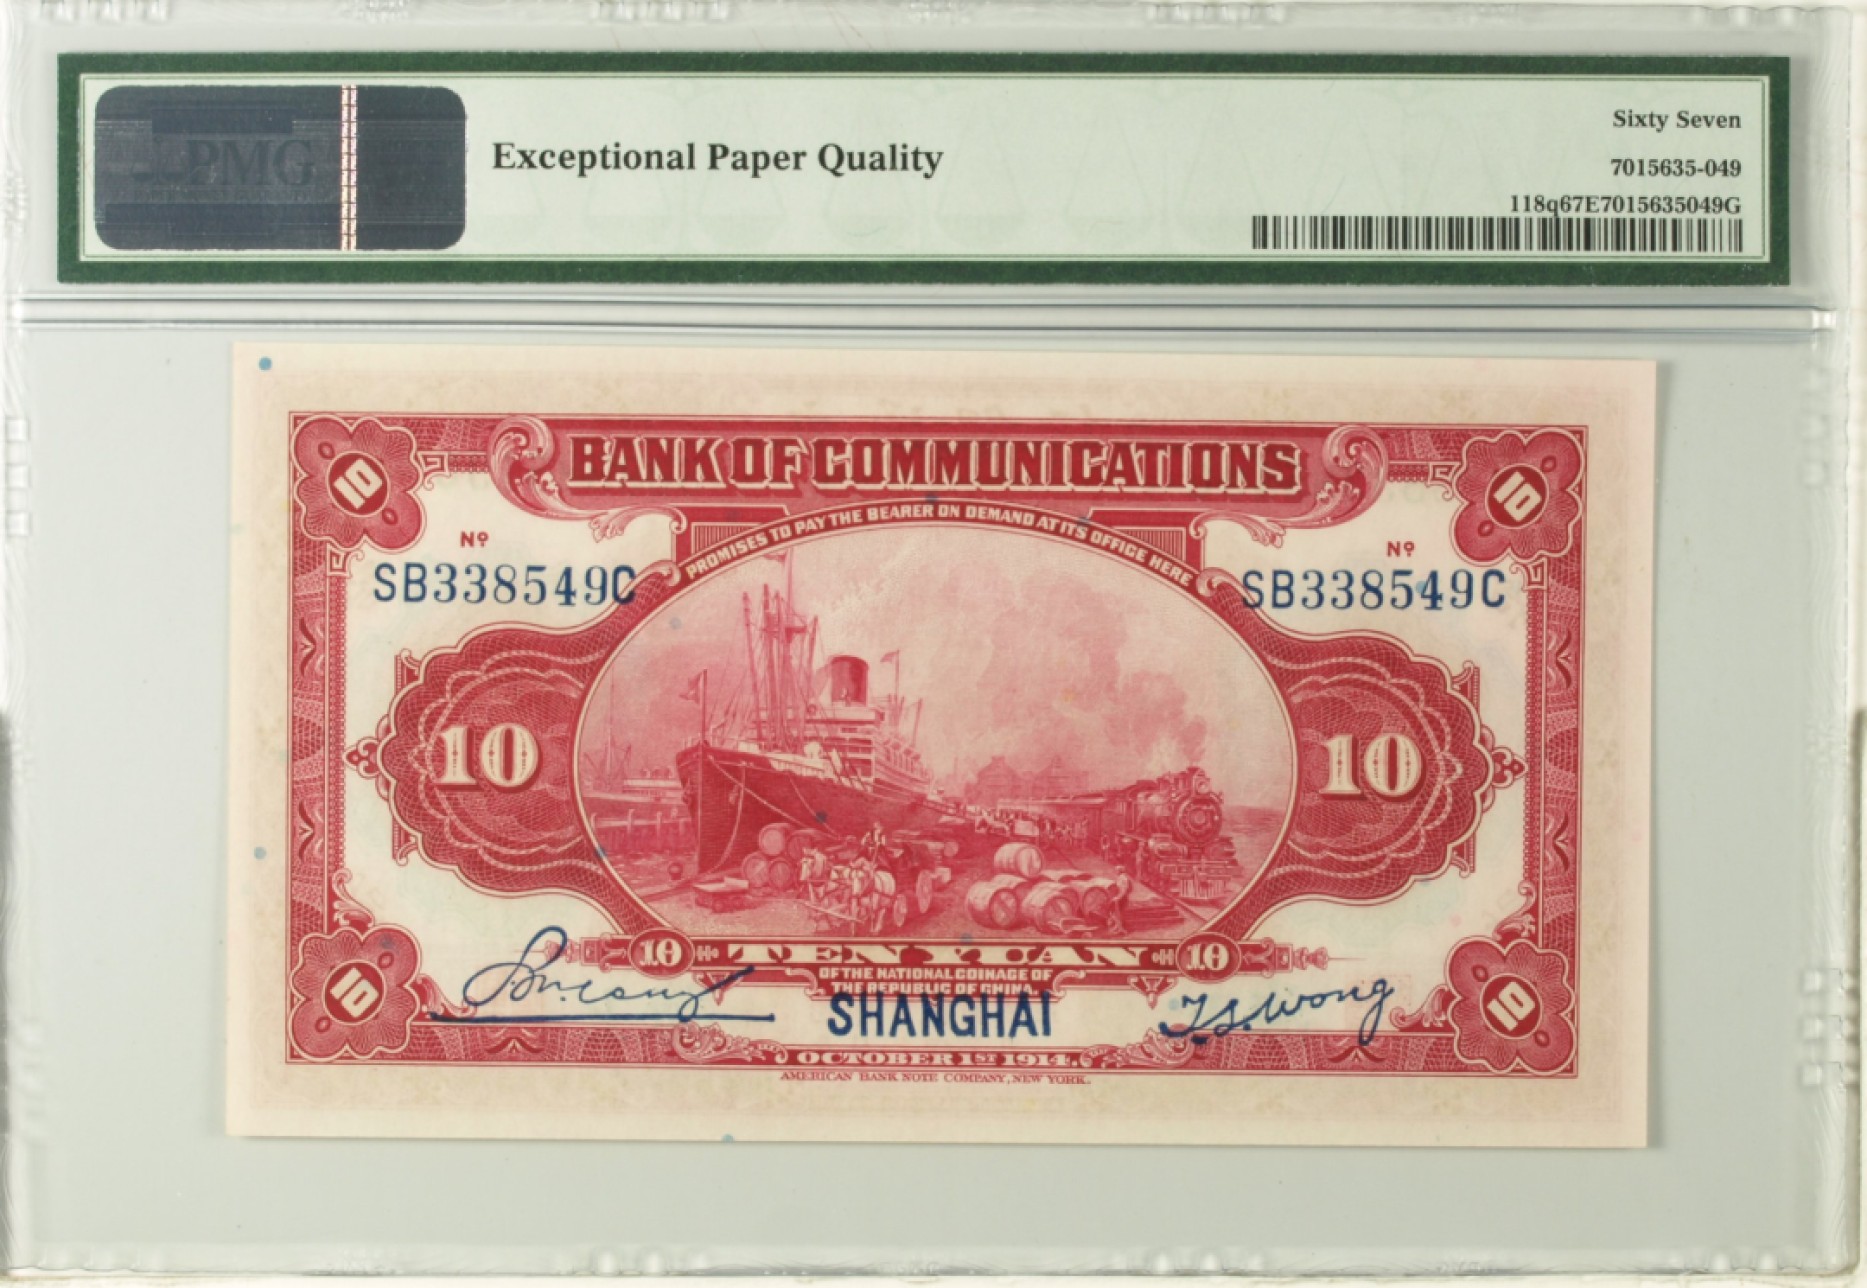 PMG
Exceptional Paper Quality
Sixty Seven
7015635-049
118q67E7015635049G
BANK OF COMMUNICATIONS
PROMISES TO PAY THE BEARER ON DEMAND AT ITS OFFICE HERE
10 10
Nº Nº
SB338549C SB338549C
10 10
10 TEN YUAN 10
OF THE NATIONAL COINAGE OF
THE REPUBLIC OF CHINA.
10 SHANGHAI T.S. Wong 10
OCTOBER 1ST 1914.
AMERICAN BANK NOTE COMPANY, NEW YORK.